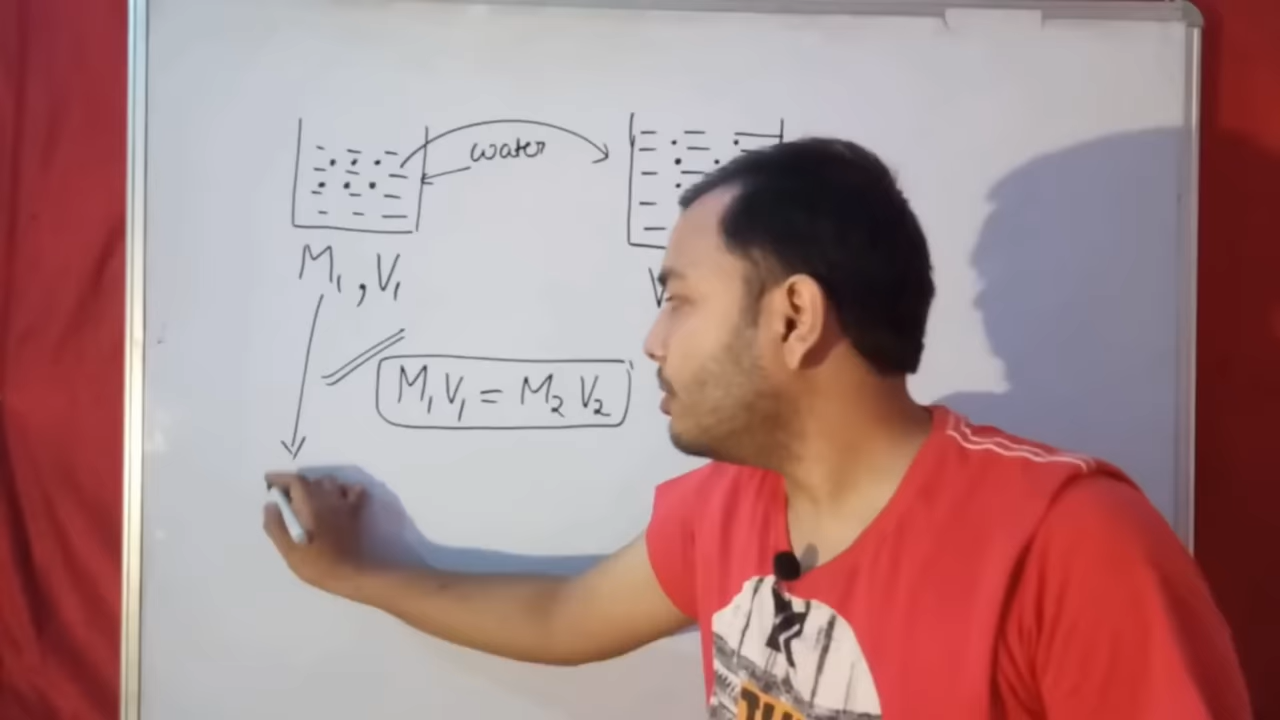 water
M₁, V₁
V
M₁V₁ = M₂V₂